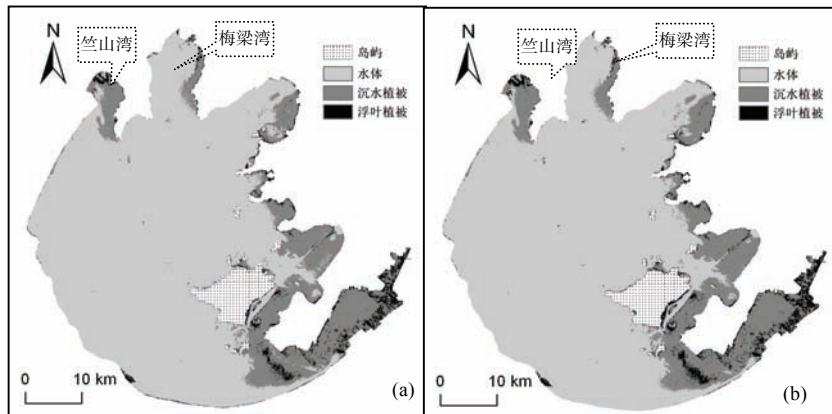 N
竺山湾
梅梁湾
岛屿
水体
沉水植被
浮叶植被
0 10 km
(a)
N
竺山湾
梅梁湾
岛屿
水体
沉水植被
浮叶植被
0 10 km
(b)